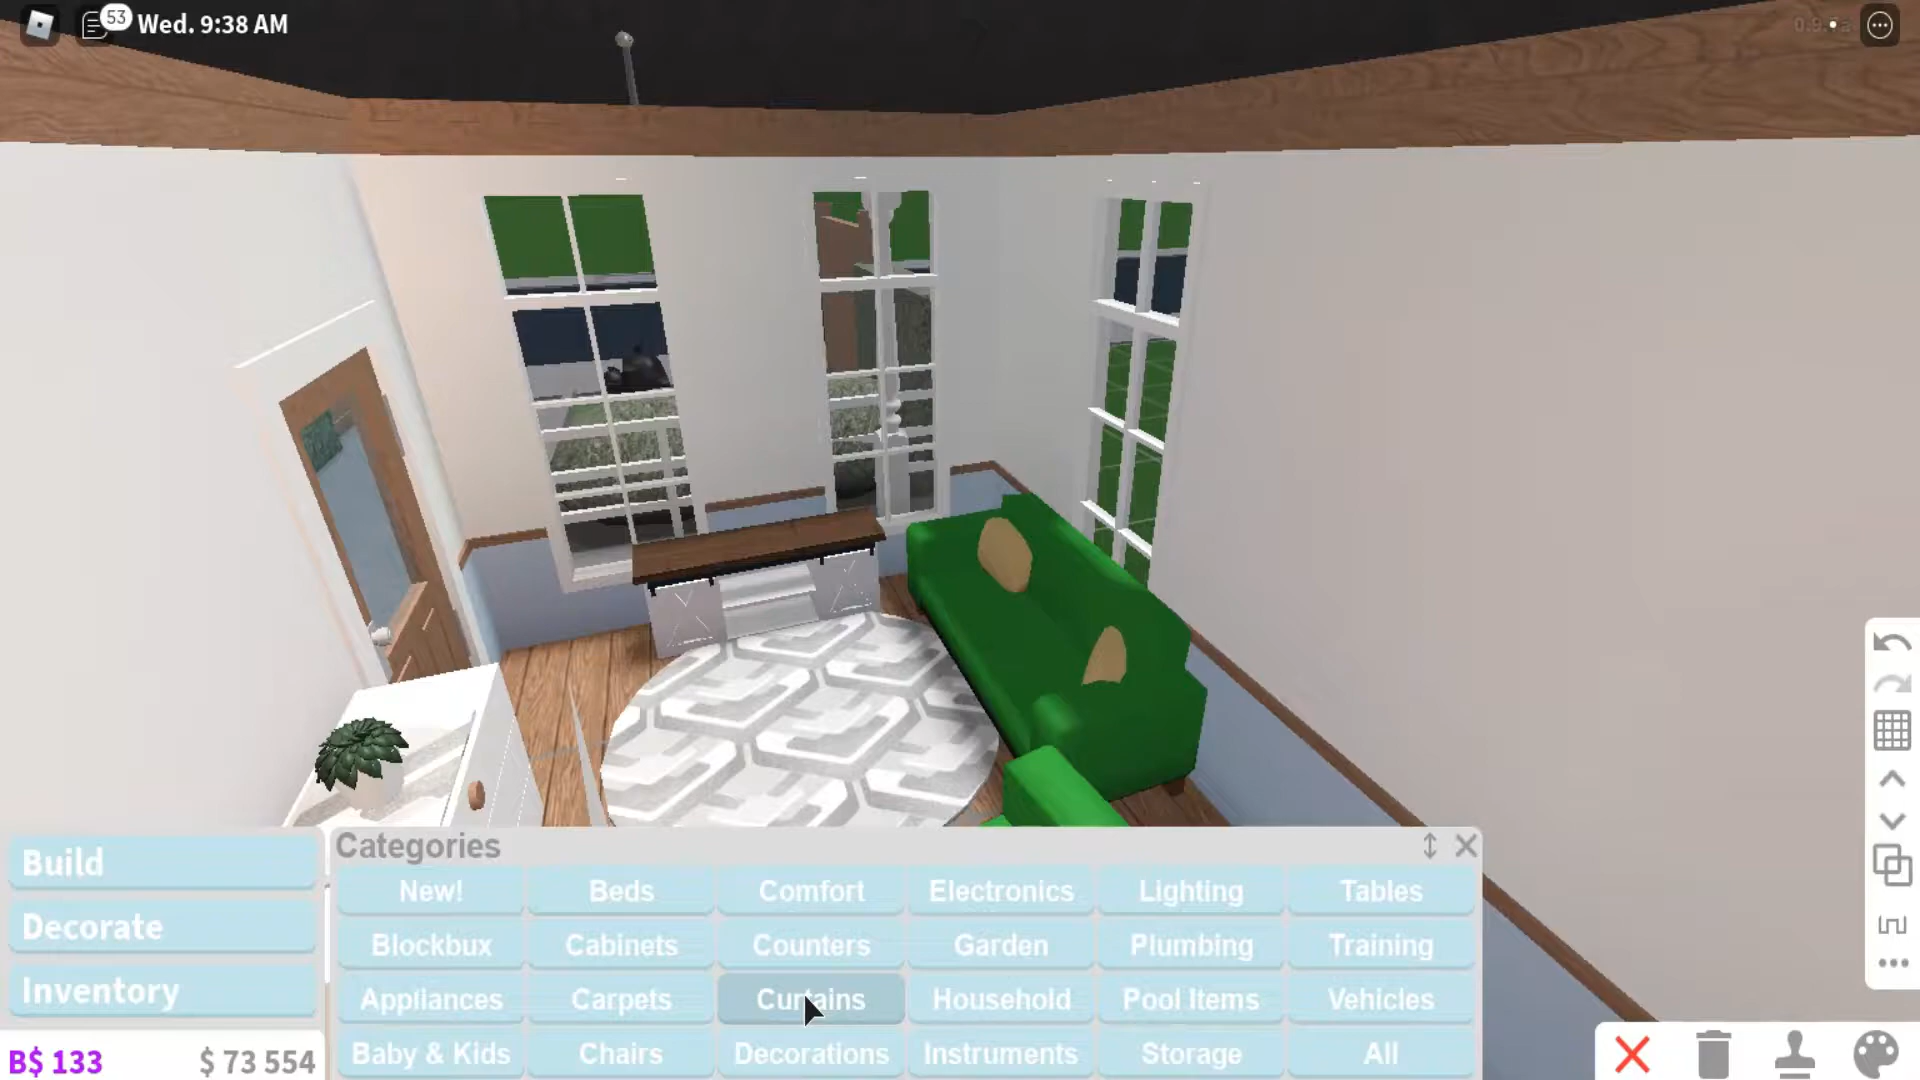 53 Wed. 9:38 AM
Build
Decorate
Inventory
B$ 133 $ 73 554
Categories
New! Beds Comfort Electronics Lighting Tables
Blockbux Cabinets Counters Garden Plumbing Training
Appliances Carpets Curtains Household Pool Items Vehicles
Baby & Kids Chairs Decorations Instruments Storage All